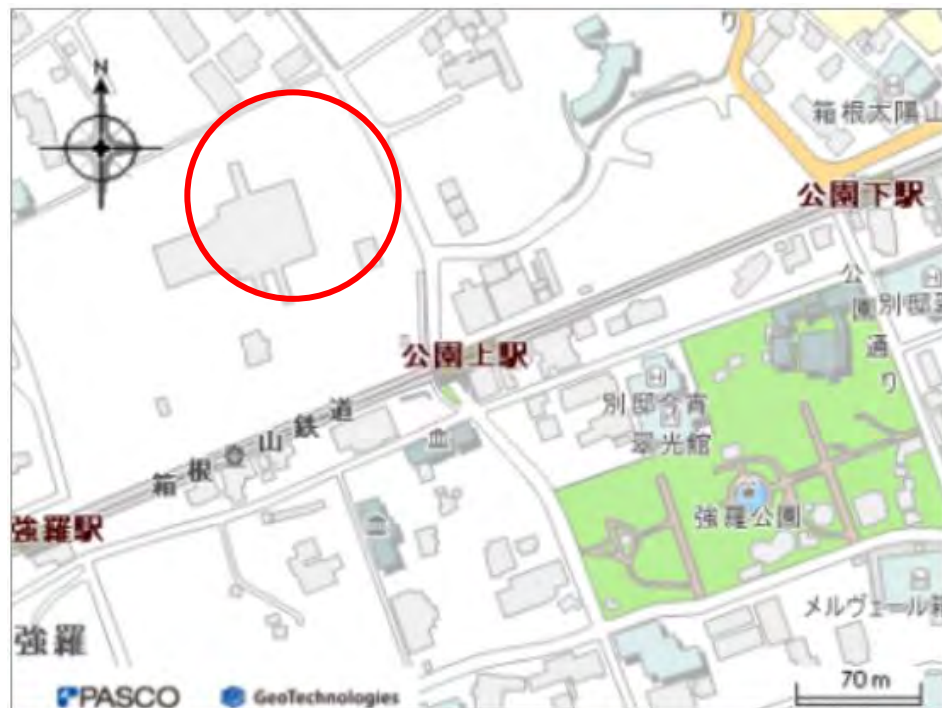 N
箱根太陽山
公園下駅
公園通り
別邸
公園上駅
別邸今宵
翠光館
箱根登山鉄道
強羅駅
強羅公園
メルヴェール
強羅
70 m
PASCO
GeoTechnologies